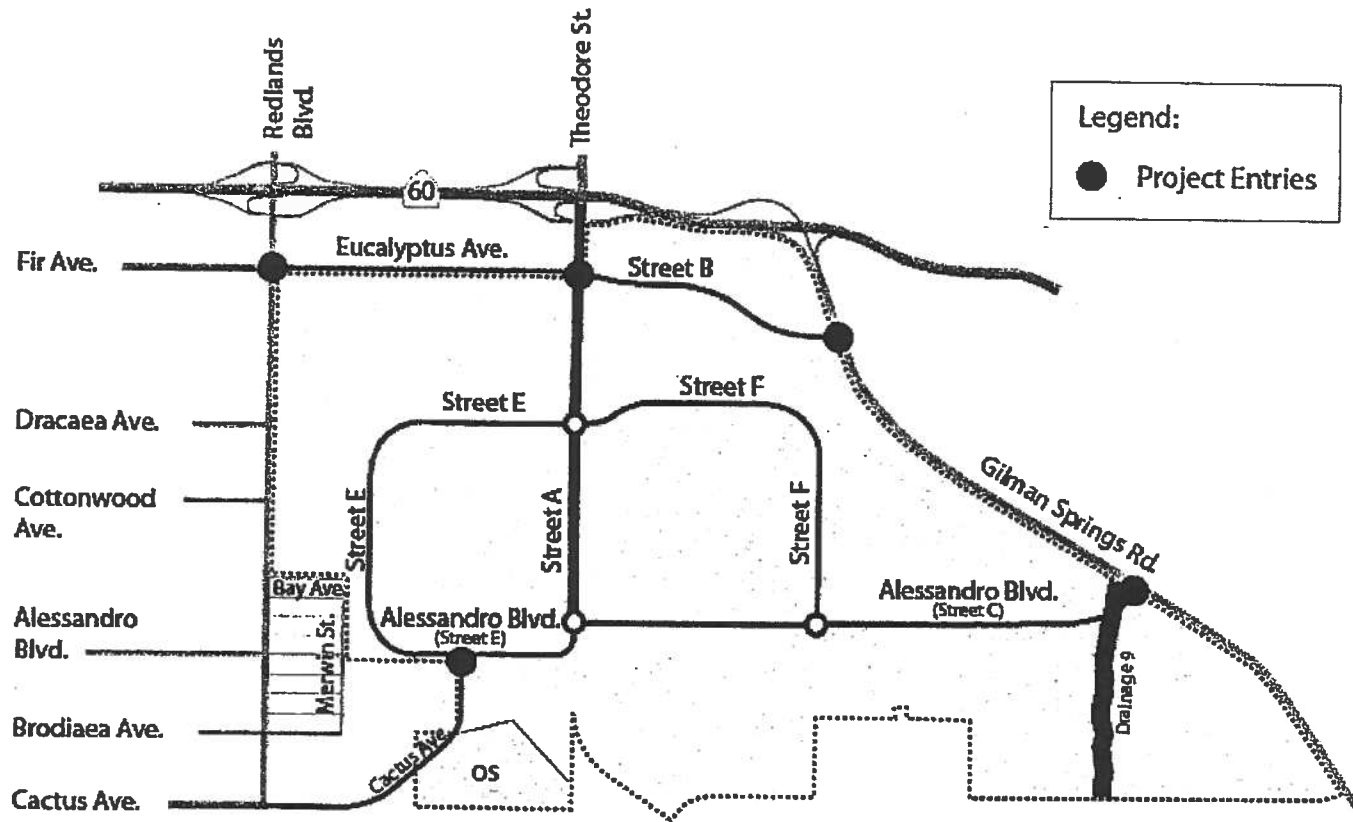 Redlands
Blvd.
Theodore St.
Legend:
Project Entries
60
Fir Ave.
Eucalyptus Ave.
Street B
Dracaea Ave.
Street E
Street F
Cottonwood
Ave.
Street E
Street A
Street F
Gilman Springs Rd.
Bay Ave.
Alessandro
Blvd.
Merwin St.
Alessandro Blvd.
(Street E)
Alessandro Blvd.
(Street C)
Drainage 9
Brodiaea Ave.
Cactus Ave.
OS
Cactus Ave.